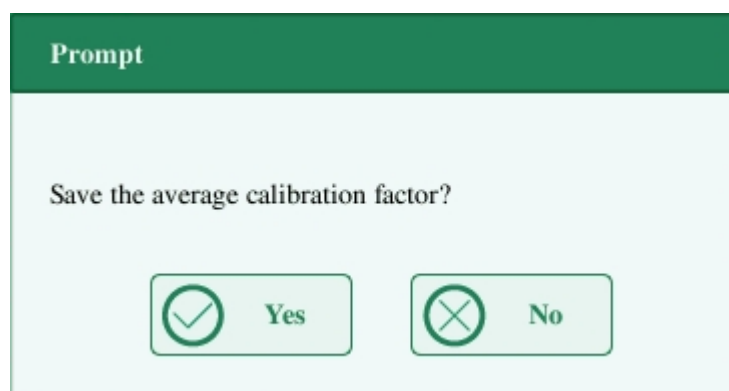 Prompt
Save the average calibration factor?
Yes
No